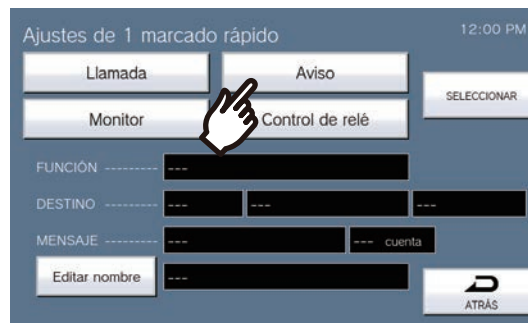 Ajustes de 1 marcado rápido 12:00 PM
Llamada Aviso SELECCIONAR
Monitor Control de relé
FUNCIÓN --------- ---
DESTINO --------- --- --- ---
MENSAJE --------- --- --- cuenta
Editar nombre ---
ATRÁS